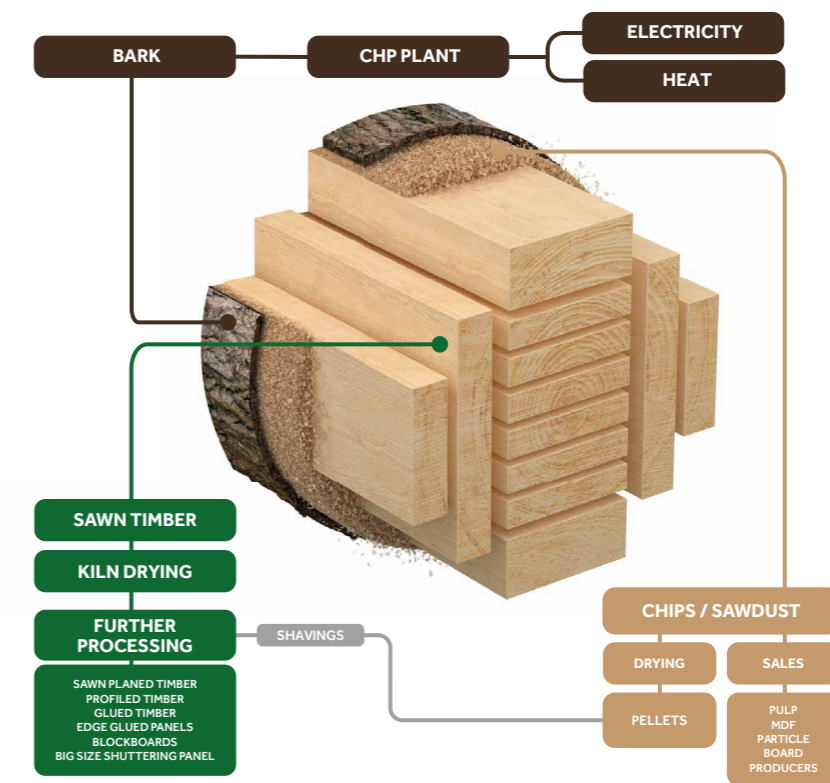 BARK
CHP PLANT
ELECTRICITY
HEAT
SAWN TIMBER
KILN DRYING
FURTHER
PROCESSING
SHAVINGS
SAWN PLANED TIMBER
PROFILED TIMBER
GLUED TIMBER
EDGE GLUED PANELS
BLOCKBOARDS
BIG SIZE SHUTTERING PANEL
CHIPS / SAWDUST
DRYING
SALES
PELLETS
PULP
MDF
PARTICLE
BOARD
PRODUCERS